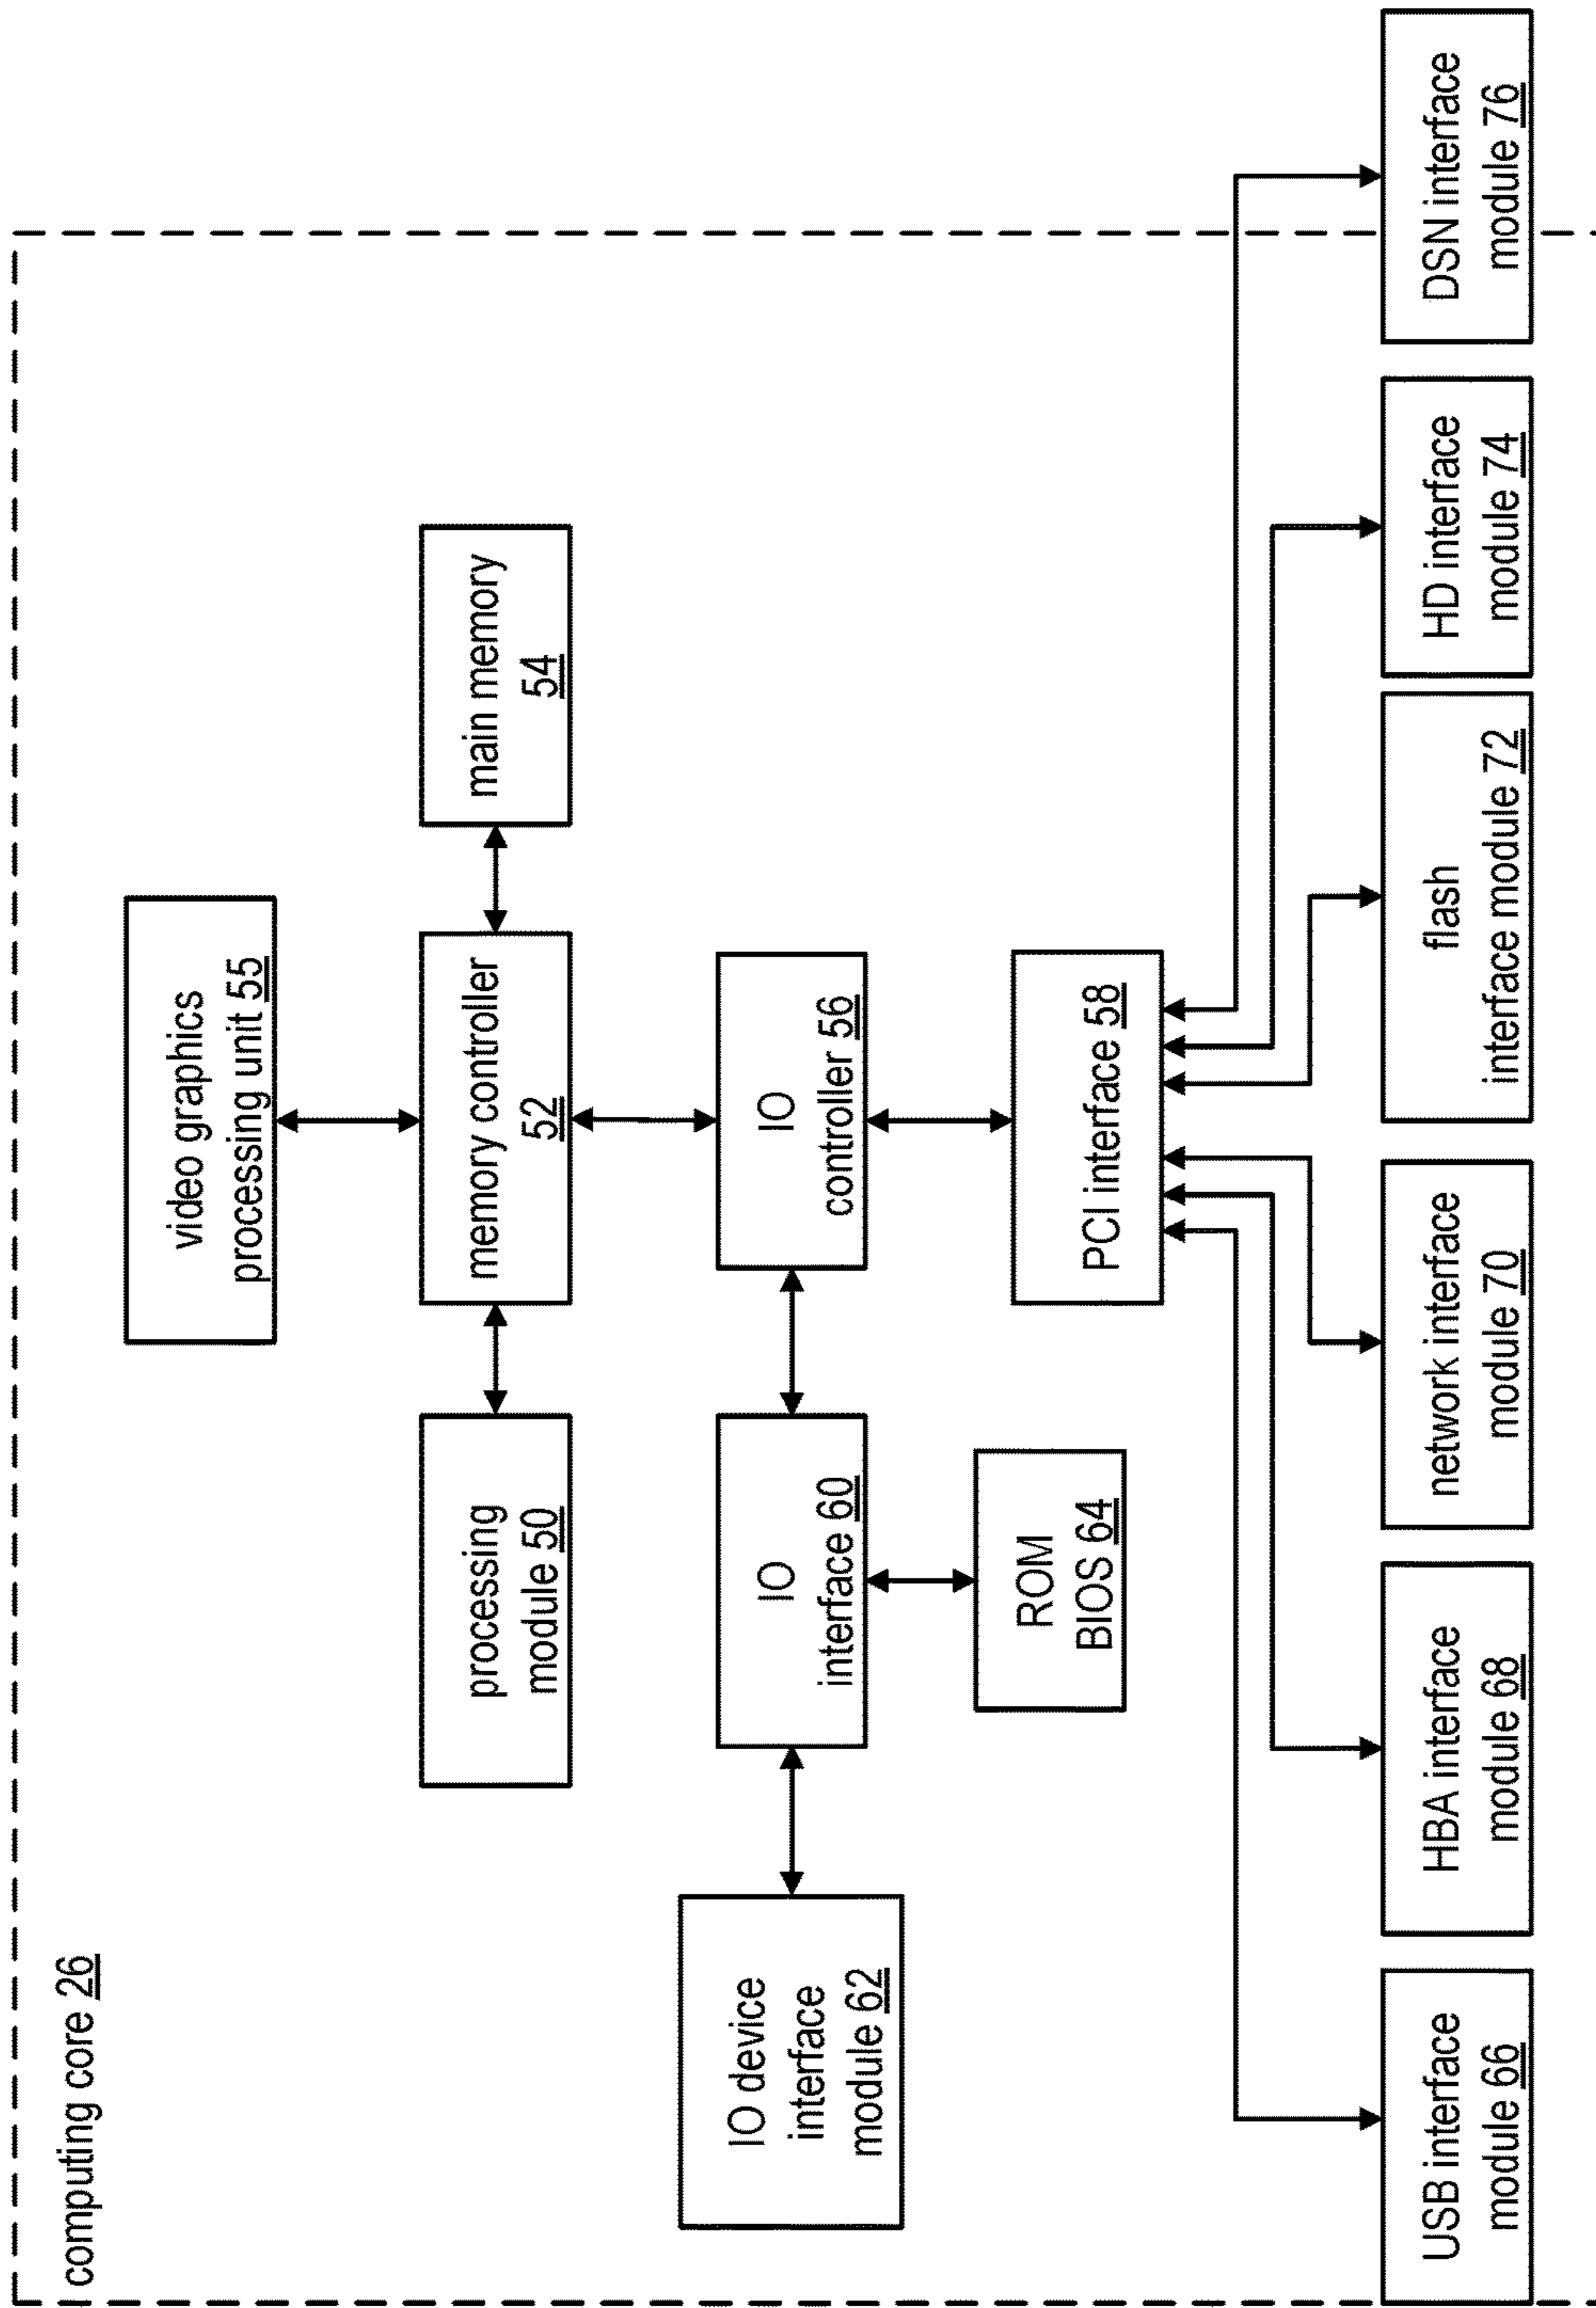 computing core 26
video graphics
processing unit 55
processing
module 50
memory controller
52
main memory
54
IO device
interface
module 62
IO
interface 60
IO
controller 56
ROM
BIOS 64
PCI interface 58
USB interface
module 66
HBA interface
module 68
network interface
module 70
flash
interface module 72
HD interface
module 74
DSN interface
module 76